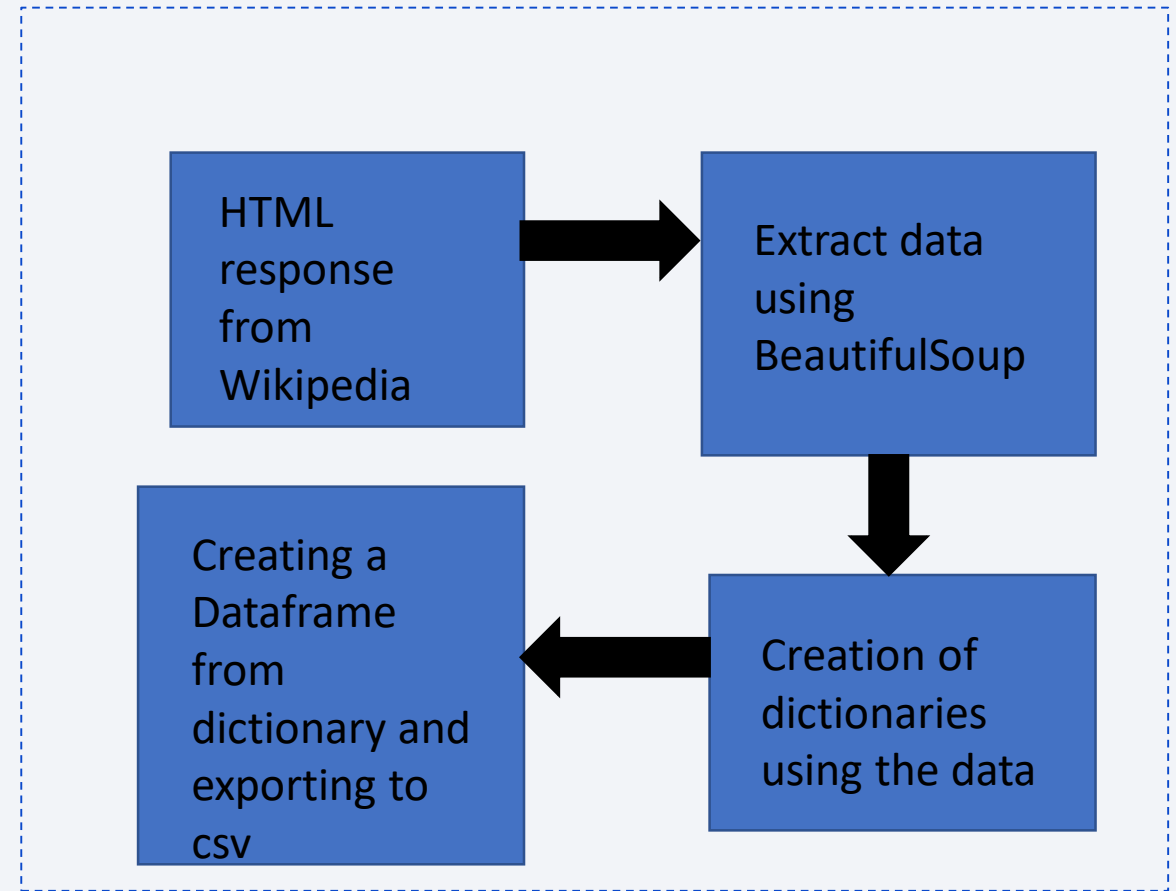 HTML
response
from
Wikipedia
Extract data
using
BeautifulSoup
Creation of
dictionaries
using the data
Creating a
Dataframe
from
dictionary and
exporting to
csv